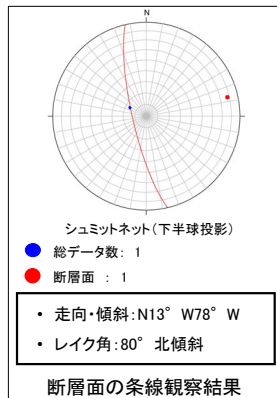 N
シュミットネット(下半球投影)
● 総データ数: 1
● 断層面 : 1
• 走向・傾斜:N13° W78° W
• レイク角:80° 北傾斜
断層面の条線観察結果